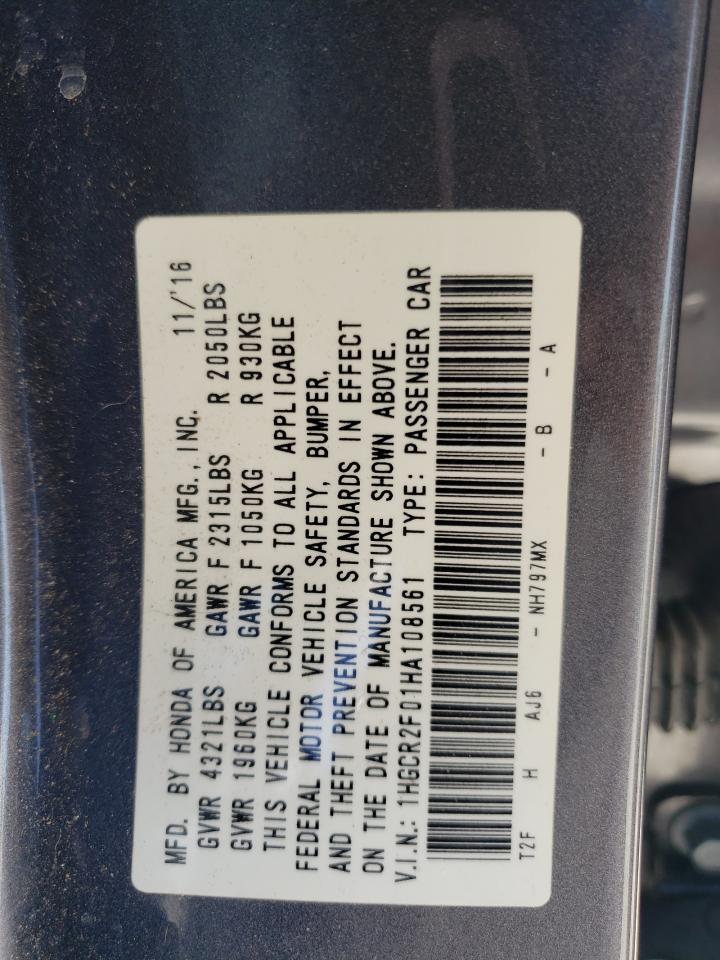 MFD. BY HONDA OF AMERICA MFG., INC. 11/'16
GVWR 4321LBS GAWR F 2315LBS R 2050LBS
GVWR 1960KG GAWR F 1050KG R 930KG
THIS VEHICLE CONFORMS TO ALL APPLICABLE
FEDERAL MOTOR VEHICLE SAFETY, BUMPER,
AND THEFT PREVENTION STANDARDS IN EFFECT
ON THE DATE OF MANUFACTURE SHOWN ABOVE.
V.I.N.: 1HGCR2F01HA108561 TYPE: PASSENGER CAR
T2F H AJ6 - NH797MX - B - A